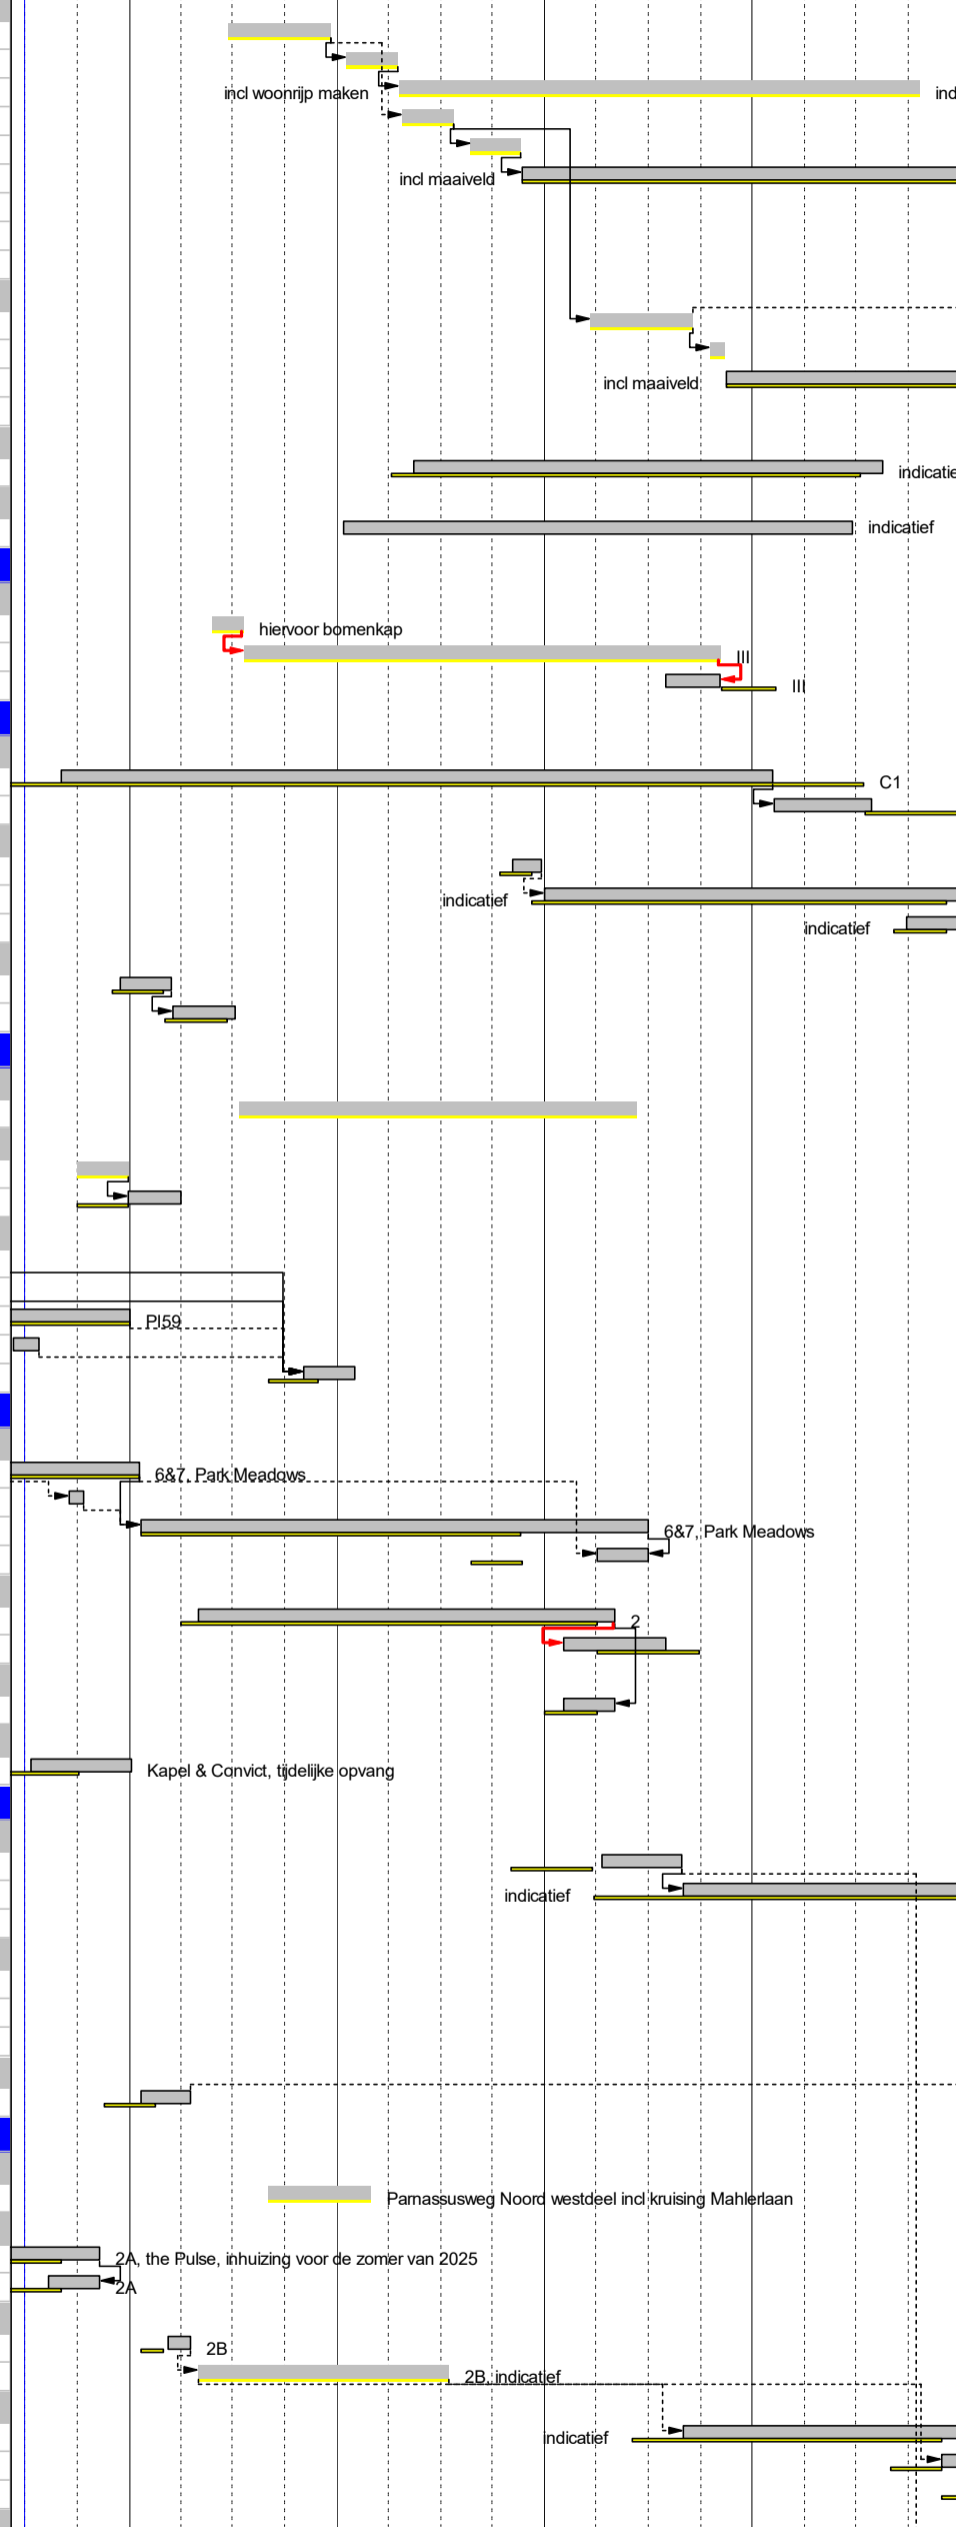 incl woonrijp maken
ind
incl maaiveld
incl maaiveld
indicatie
indicatief
hiervoor bomenkap
III
III
C1
indicatief
indicatief
PI59
6&7, Park Meadows
6&7, Park Meadows
2
Kapel & Convict, tijdelijke opvang
indicatief
Parnassusweg Noord westdeel incl kruising Mahlerlaan
2A, the Pulse, inhuizing voor de zomer van 2025
2A
2B
2B, indicatief
indicatief